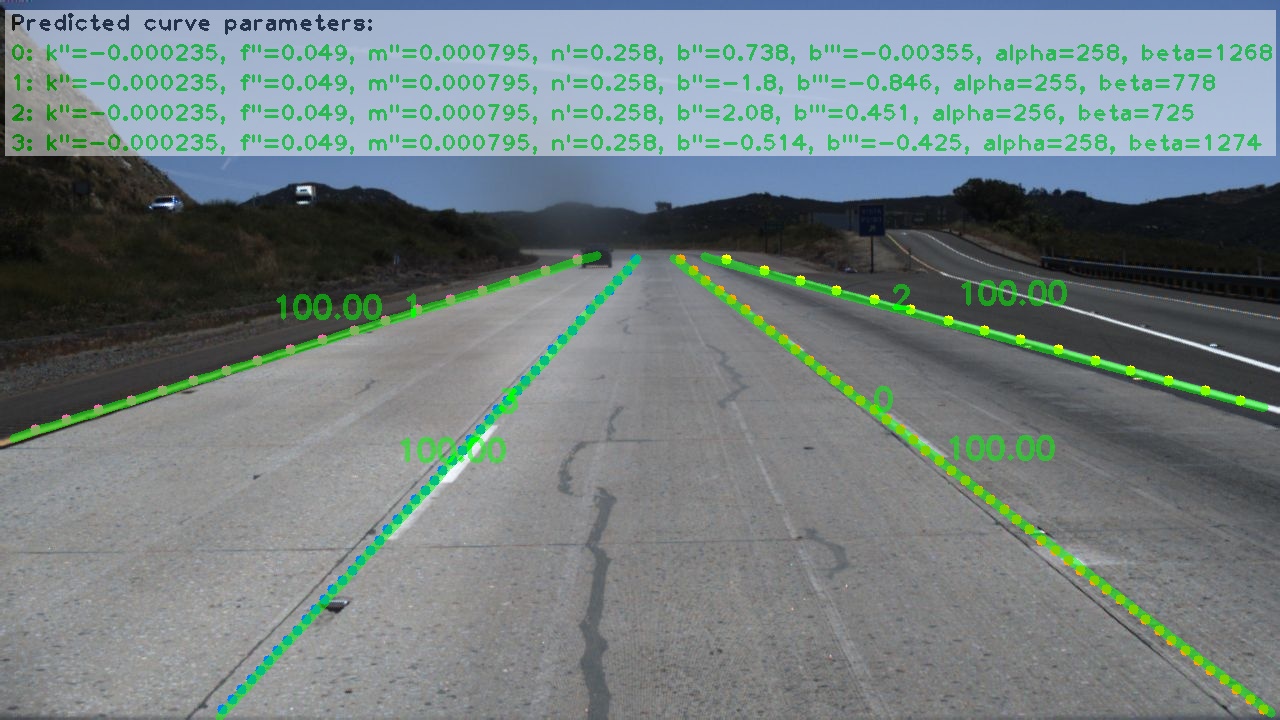 Predicted curve parameters:
0: k''=-0.000235, f''=0.049, m''=0.000795, n'=0.258, b''=0.738, b'''=-0.00355, alpha=258, beta=1268
1: k''=-0.000235, f''=0.049, m''=0.000795, n'=0.258, b''=-1.8, b'''=-0.846, alpha=255, beta=778
2: k''=-0.000235, f''=0.049, m''=0.000795, n'=0.258, b''=2.08, b'''=0.451, alpha=256, beta=725
3: k''=-0.000235, f''=0.049, m''=0.000795, n'=0.258, b''=-0.514, b'''=-0.425, alpha=258, beta=1274
VISTA
POINT
100.00 1
2 100.00
0
100.00
100.00